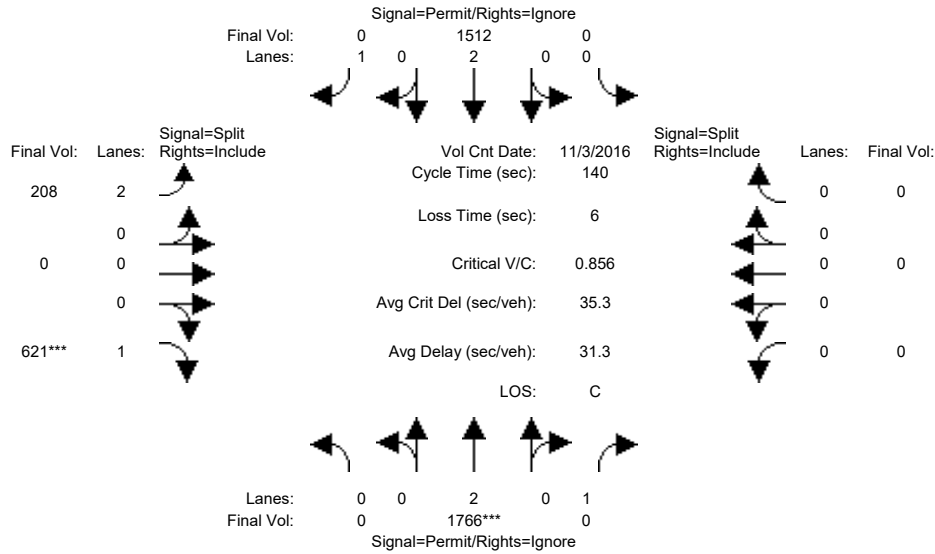 Signal=Permit/Rights=Ignore
Final Vol: 0 1512 0
Lanes: 1 0 2 0 0
Signal=Split
Final Vol: Lanes: Rights=Include
Vol Cnt Date: 11/3/2016
Signal=Split
Rights=Include Lanes: Final Vol:
Cycle Time (sec): 140
208 2 0 0
Loss Time (sec): 6
0 0
0 0 Critical V/C: 0.856 0 0
0 Avg Crit Del (sec/veh): 35.3 0
621*** 1 Avg Delay (sec/veh): 31.3 0 0
LOS: C
Lanes: 0 0 2 0 1
Final Vol: 0 1766*** 0
Signal=Permit/Rights=Ignore